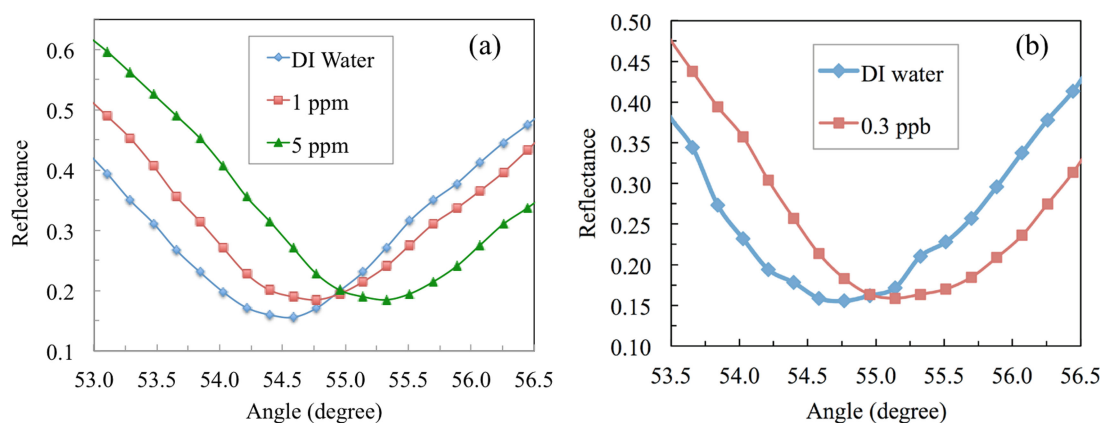 (a)
DI Water
1 ppm
5 ppm
Reflectance
0.6
0.5
0.4
0.3
0.2
0.1
53.0 53.5 54.0 54.5 55.0 55.5 56.0 56.5
Angle (degree)
(b)
DI water
0.3 ppb
Reflectance
0.50
0.45
0.40
0.35
0.30
0.25
0.20
0.15
0.10
53.5 54.0 54.5 55.0 55.5 56.0 56.5
Angle (degree)